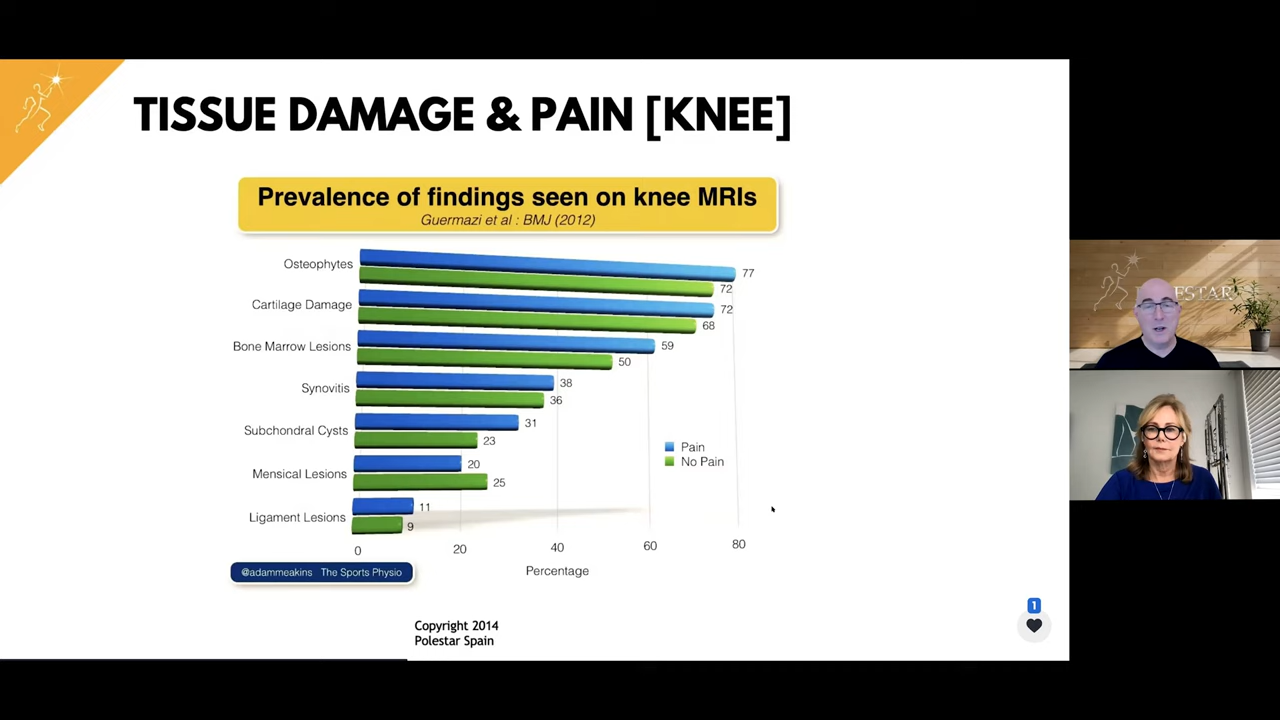 TISSUE DAMAGE & PAIN [KNEE]
Prevalence of findings seen on knee MRIs
Guermazi et al : BMJ (2012)
Osteophytes
77
72
Cartilage Damage
72
68
Bone Marrow Lesions
59
50
Synovitis
38
36
Subchondral Cysts
31
23
Mensical Lesions
20
25
Ligament Lesions
11
9
Pain
No Pain
0
20
40
60
80
Percentage
@adammeakins The Sports Physio
Copyright 2014
Polestar Spain
1